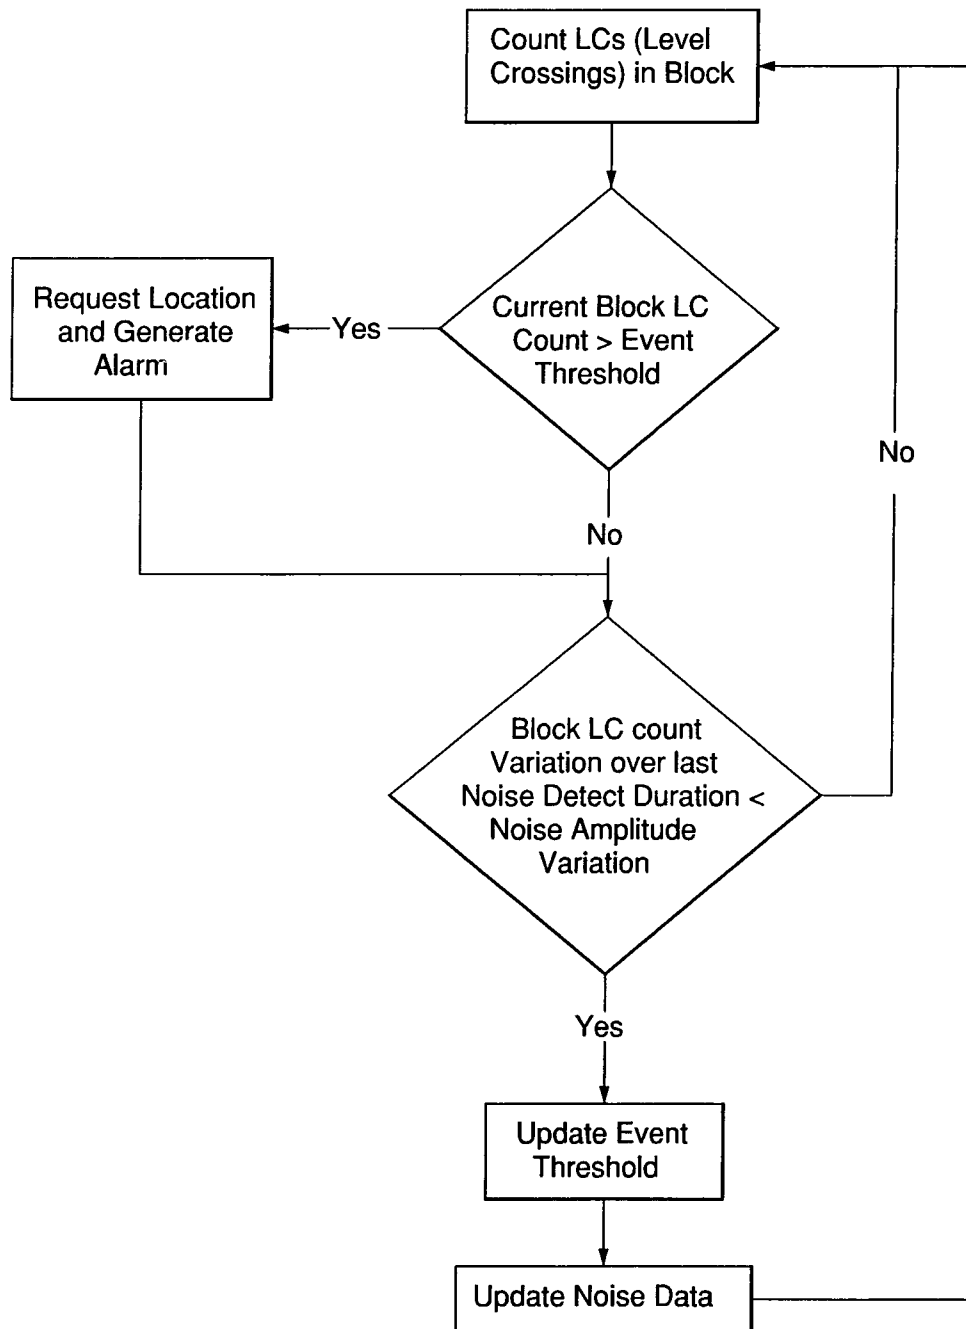 Count LCs (Level
Crossings) in Block
Request Location
and Generate
Alarm
Yes
Current Block LC
Count > Event
Threshold
No
No
Block LC count
Variation over last
Noise Detect Duration <
Noise Amplitude
Variation
Yes
Update Event
Threshold
Update Noise Data